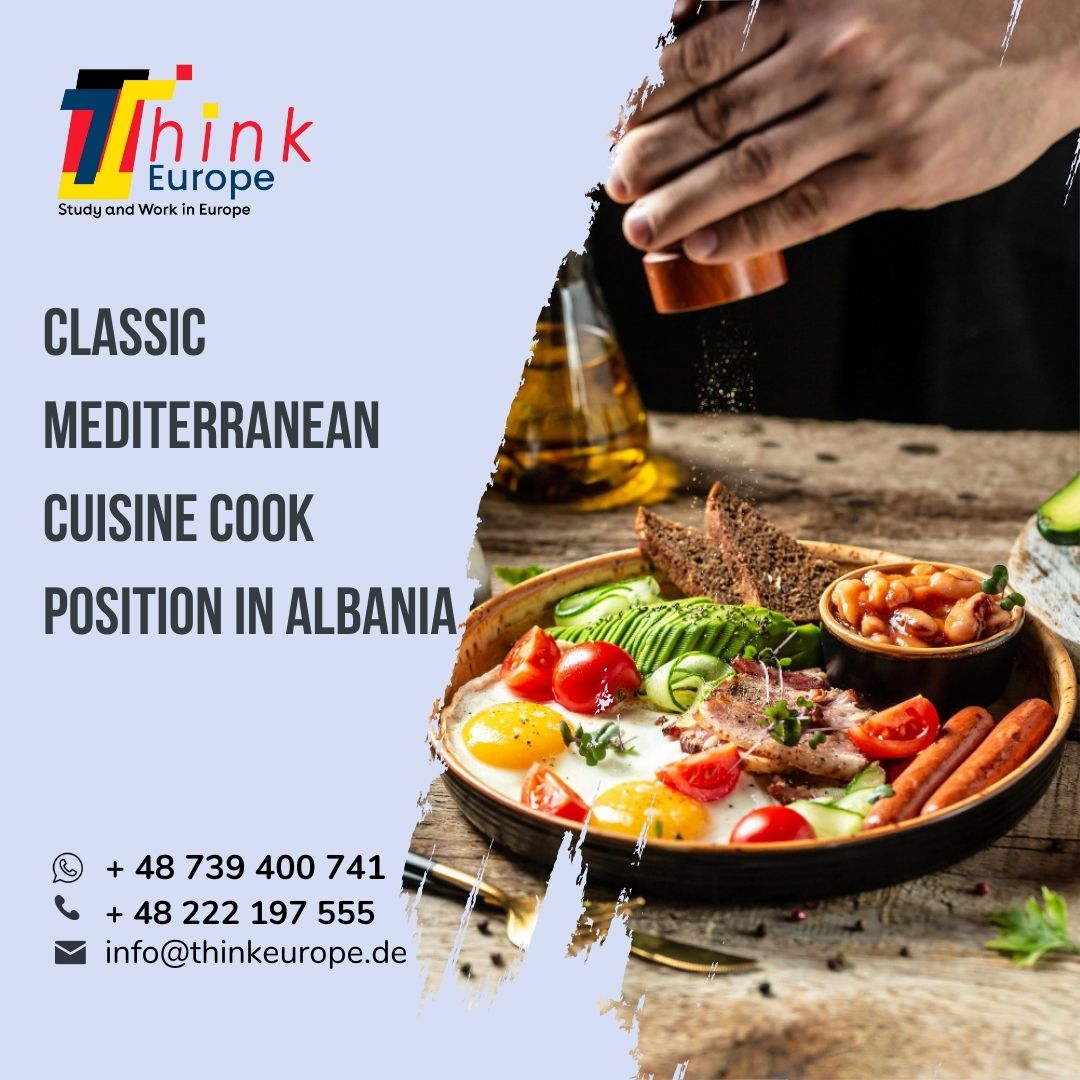 Think
Europe
Study and Work in Europe
CLASSIC
MEDITERRANEAN
CUISINE COOK
POSITION IN ALBANIA
+ 48 739 400 741
+ 48 222 197 555
info@thinkeurope.de